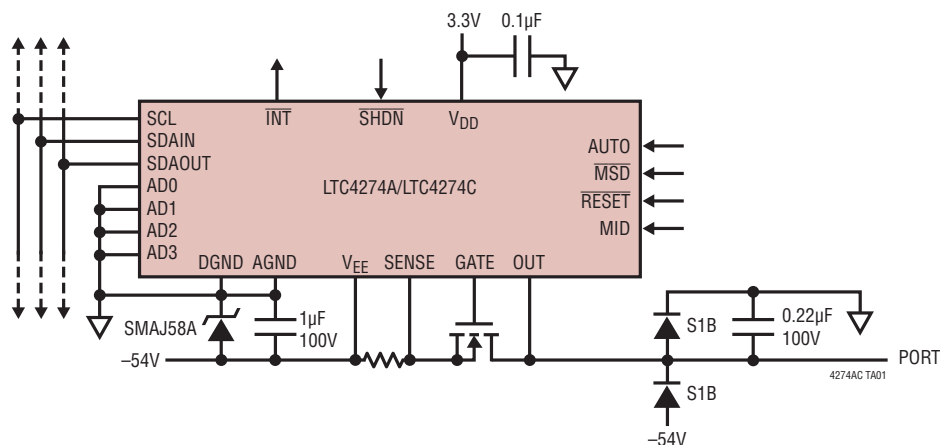 3.3V
0.1µF
SCL
SDAIN
SDAOUT
AD0
AD1
AD2
AD3
INT
SHDN
VDD
AUTO
MSD
RESET
MID
LTC4274A/LTC4274C
DGND
AGND
VEE
SENSE
GATE
OUT
SMAJ58A
1µF
100V
–54V
S1B
0.22µF
100V
PORT
4274AC TA01
S1B
–54V